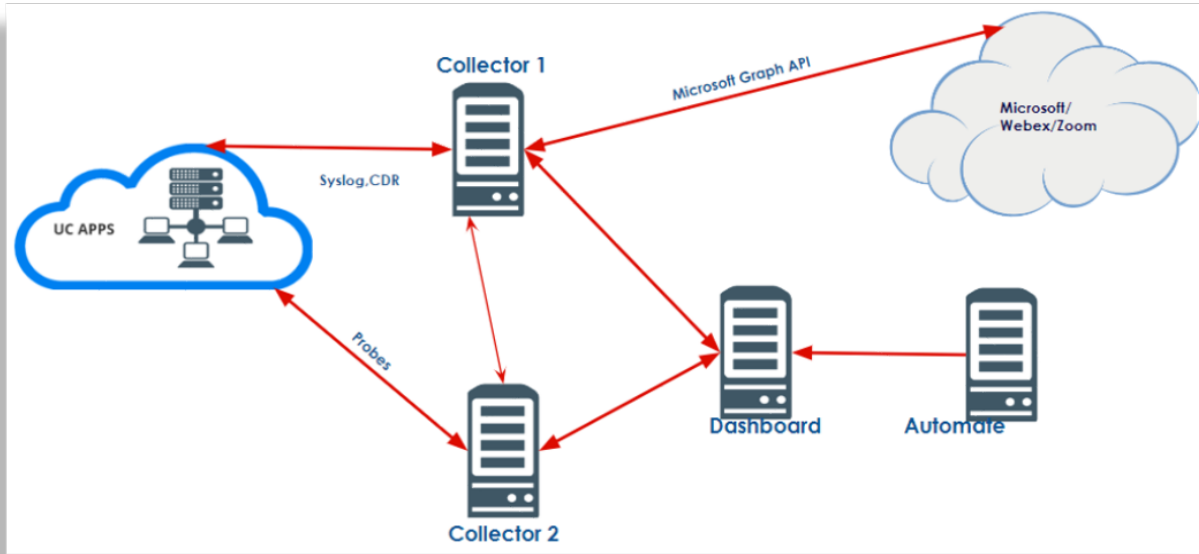 Collector 1
Microsoft Graph API
Microsoft/
Webex/Zoom
Syslog,CDR
UC APPS
Probes
Dashboard
Automate
Collector 2